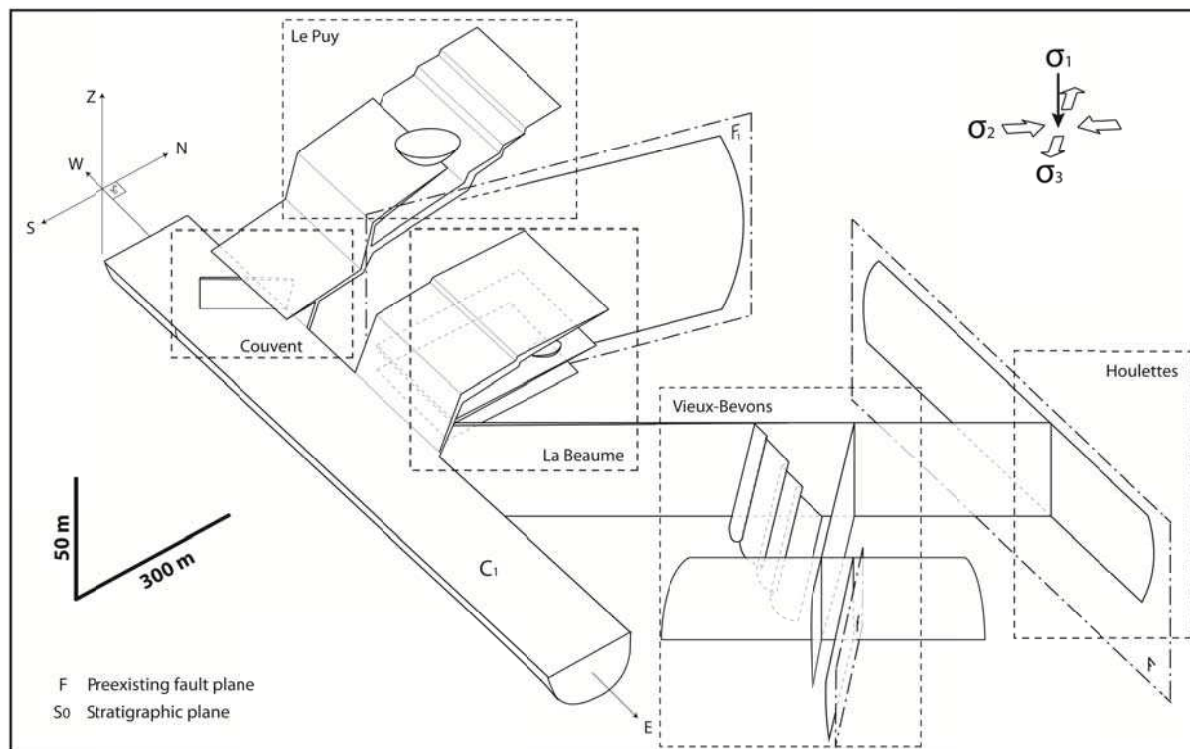 Le Puy
σ1
Z
N
W
σ2
S0
S
σ3
F1
Couvent
Houlettes
Vieux-Bevons
La Beaume
50 m
300 m
C1
F
F Preexisting fault plane
S0 Stratigraphic plane
E